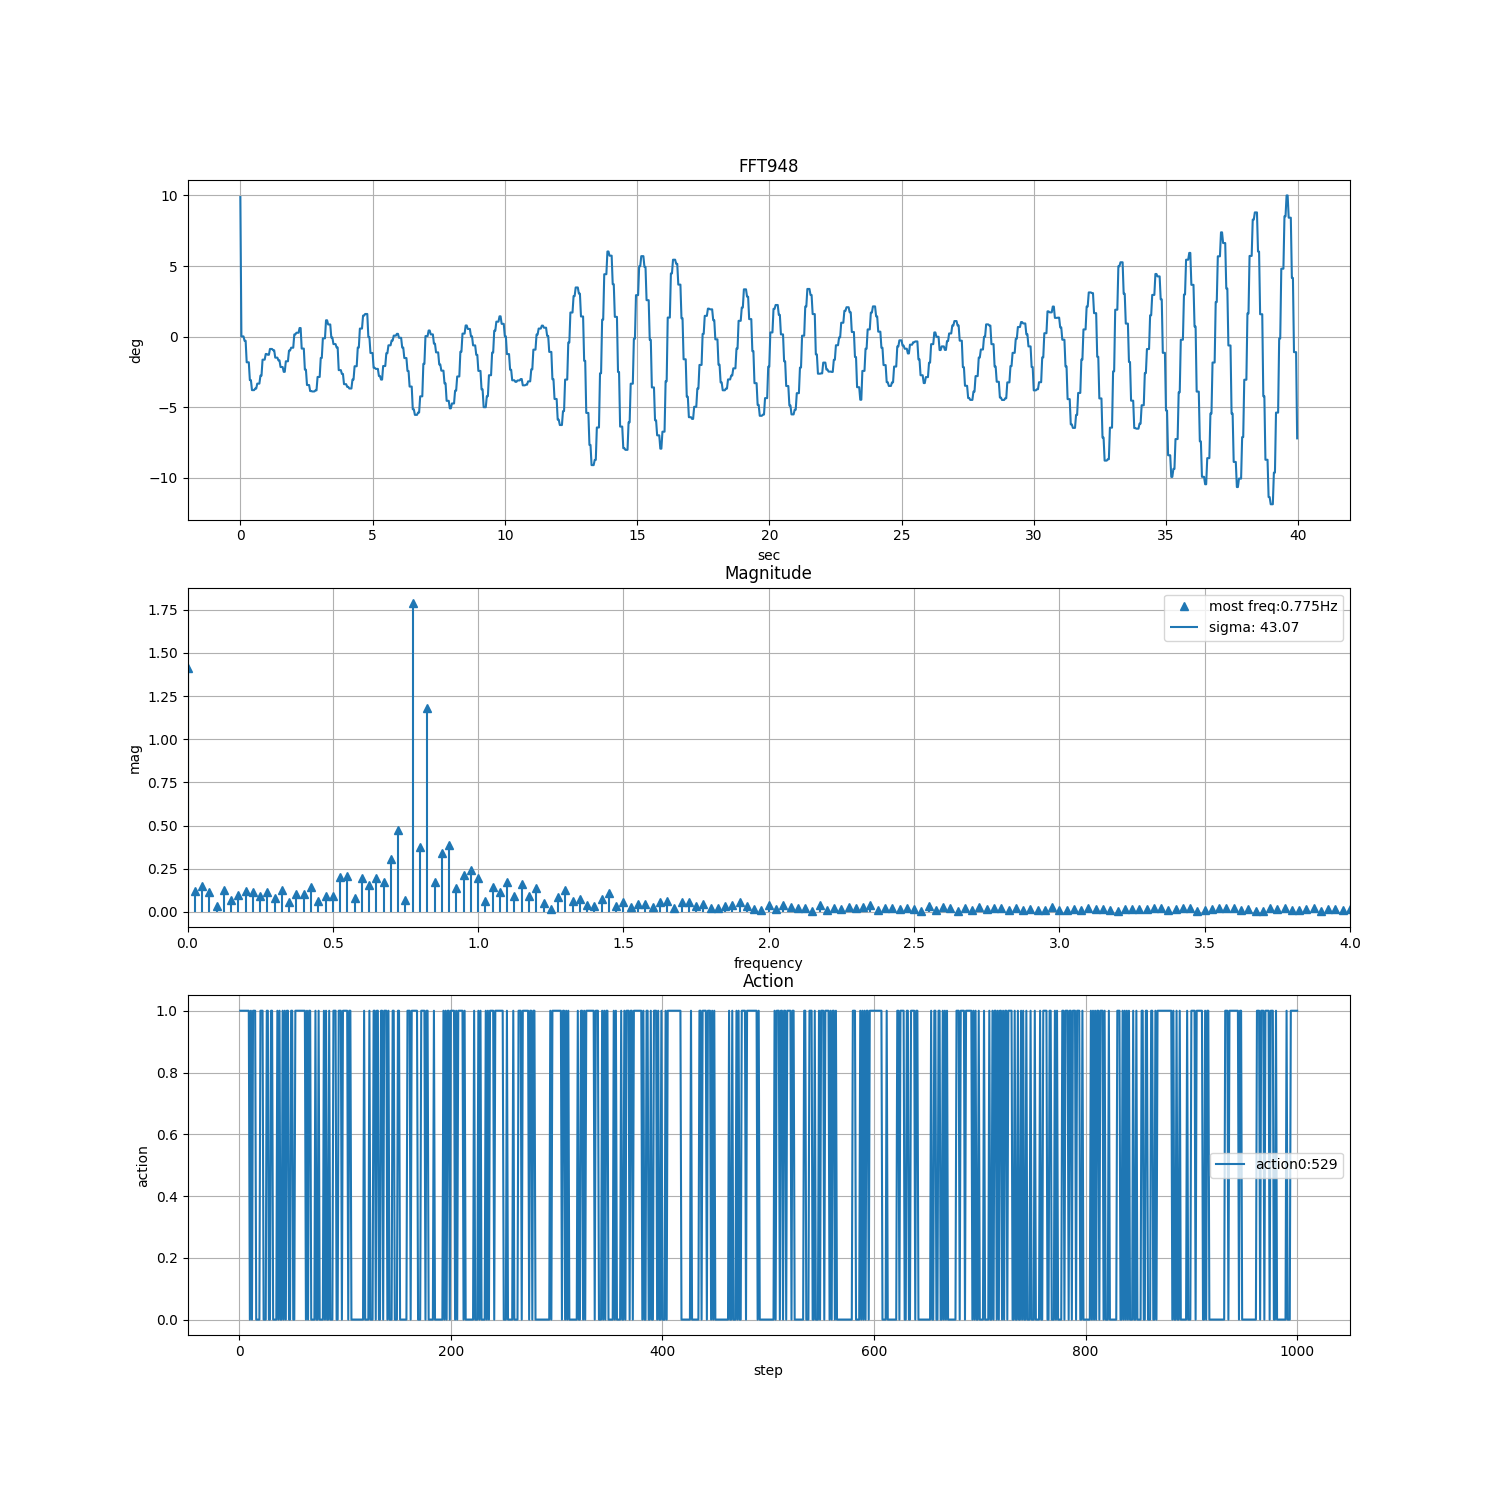 FFT948
10
5
0
−5
−10
deg
0 5 10 15 20 25 30 35 40
sec
Magnitude
most freq:0.775Hz
sigma: 43.07
1.75
1.50
1.25
1.00
0.75
0.50
0.25
0.00
mag
0.0 0.5 1.0 1.5 2.0 2.5 3.0 3.5 4.0
frequency
Action
1.0
0.8
0.6
0.4
0.2
0.0
action
action0:529
0 200 400 600 800 1000
step